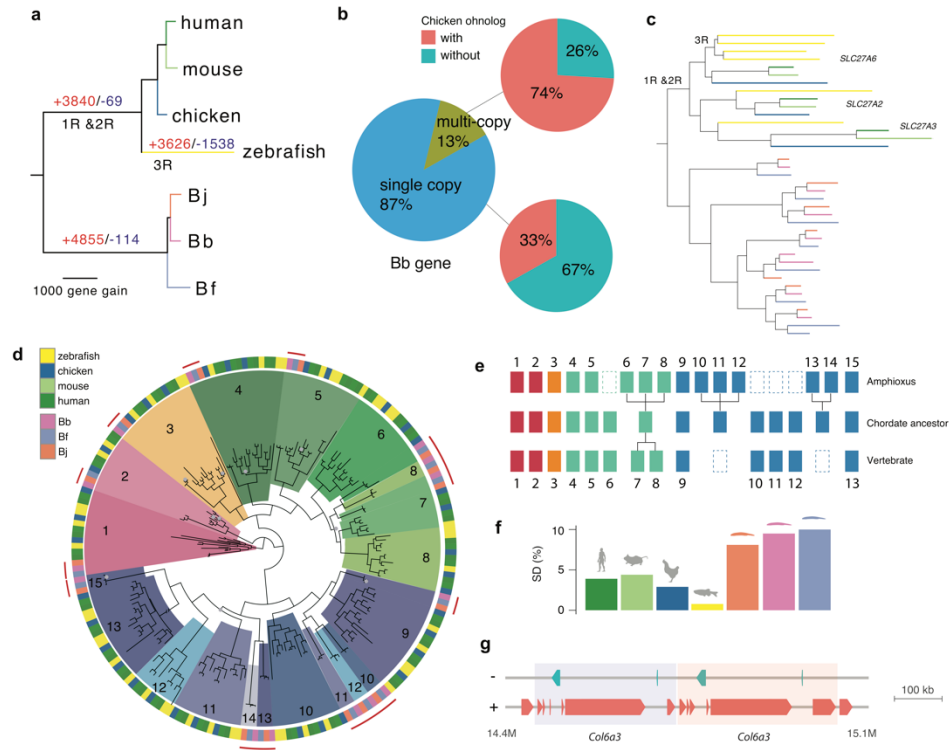 a
human
mouse
chicken
zebrafish
+3840/-69
1R &2R
+3626/-1538
3R
Bj
Bb
Bf
+4855/-114
1000 gene gain
b
Chicken ohnolog
with
without
26%
74%
multi-copy
13%
single copy
87%
33%
67%
Bb gene
c
3R
1R &2R
SLC27A6
SLC27A2
SLC27A3
d
zebrafish
chicken
mouse
human
Bb
Bf
Bj
1
2
3
4
5
6
8
7
8
9
10
12
11
10
13
14
11
12
13
15
e
1 2 3 4 5 6 7 8 9 10 11 12 13 14 15
Amphioxus
Chordate ancestor
Vertebrate
1 2 3 4 5 6 7 8 9 10 11 12 13
f
SD (%)
10
5
0
g
-
+
100 kb
14.4M
Col6a3
Col6a3
15.1M